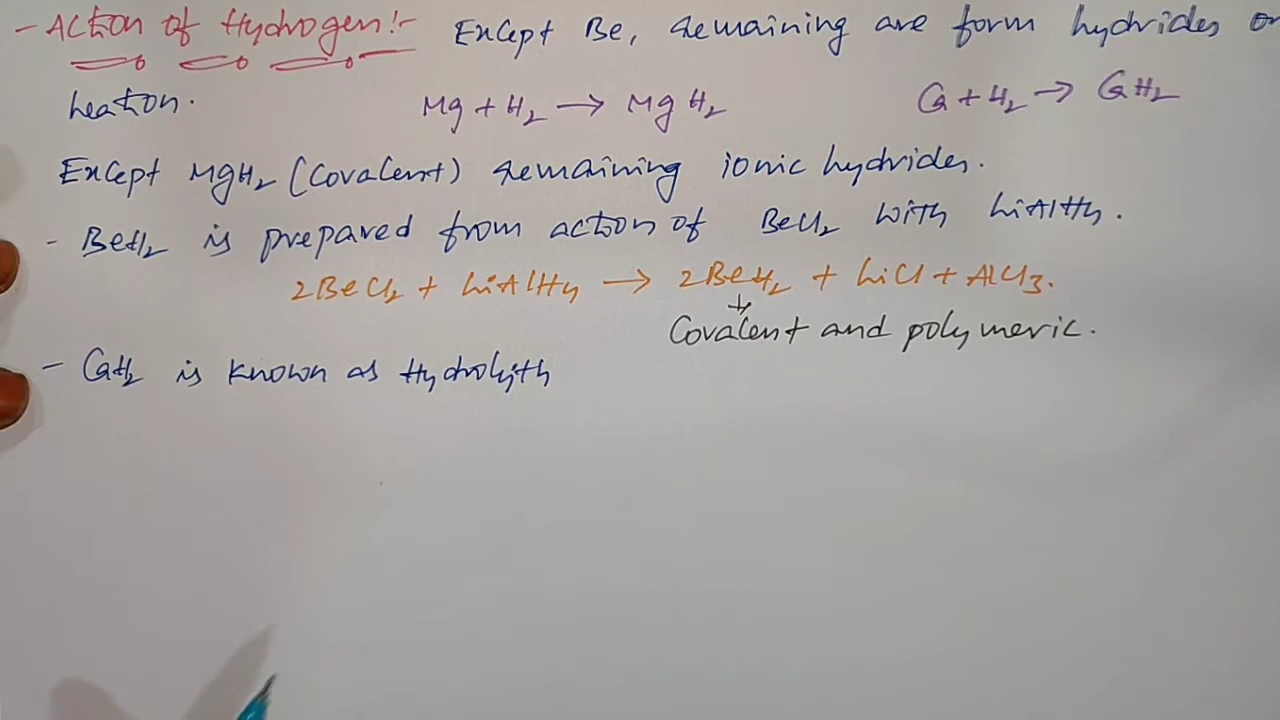 - Action of Hydrogen:- Except Be, remaining are form hydrides on
heation.
Mg + H₂ → MgH₂ Ca + H₂ → CaH₂
Except MgH₂ (Covalent) remaining ionic hydrides.
- BeH₂ is prepared from action of BeCl₂ with LiAlH₄.
2BeCl₂ + LiAlH₄ → 2BeH₂ + LiCl + AlCl₃.
↓
Covalent and polymeric.
- CaH₂ is known as Hydrolyth